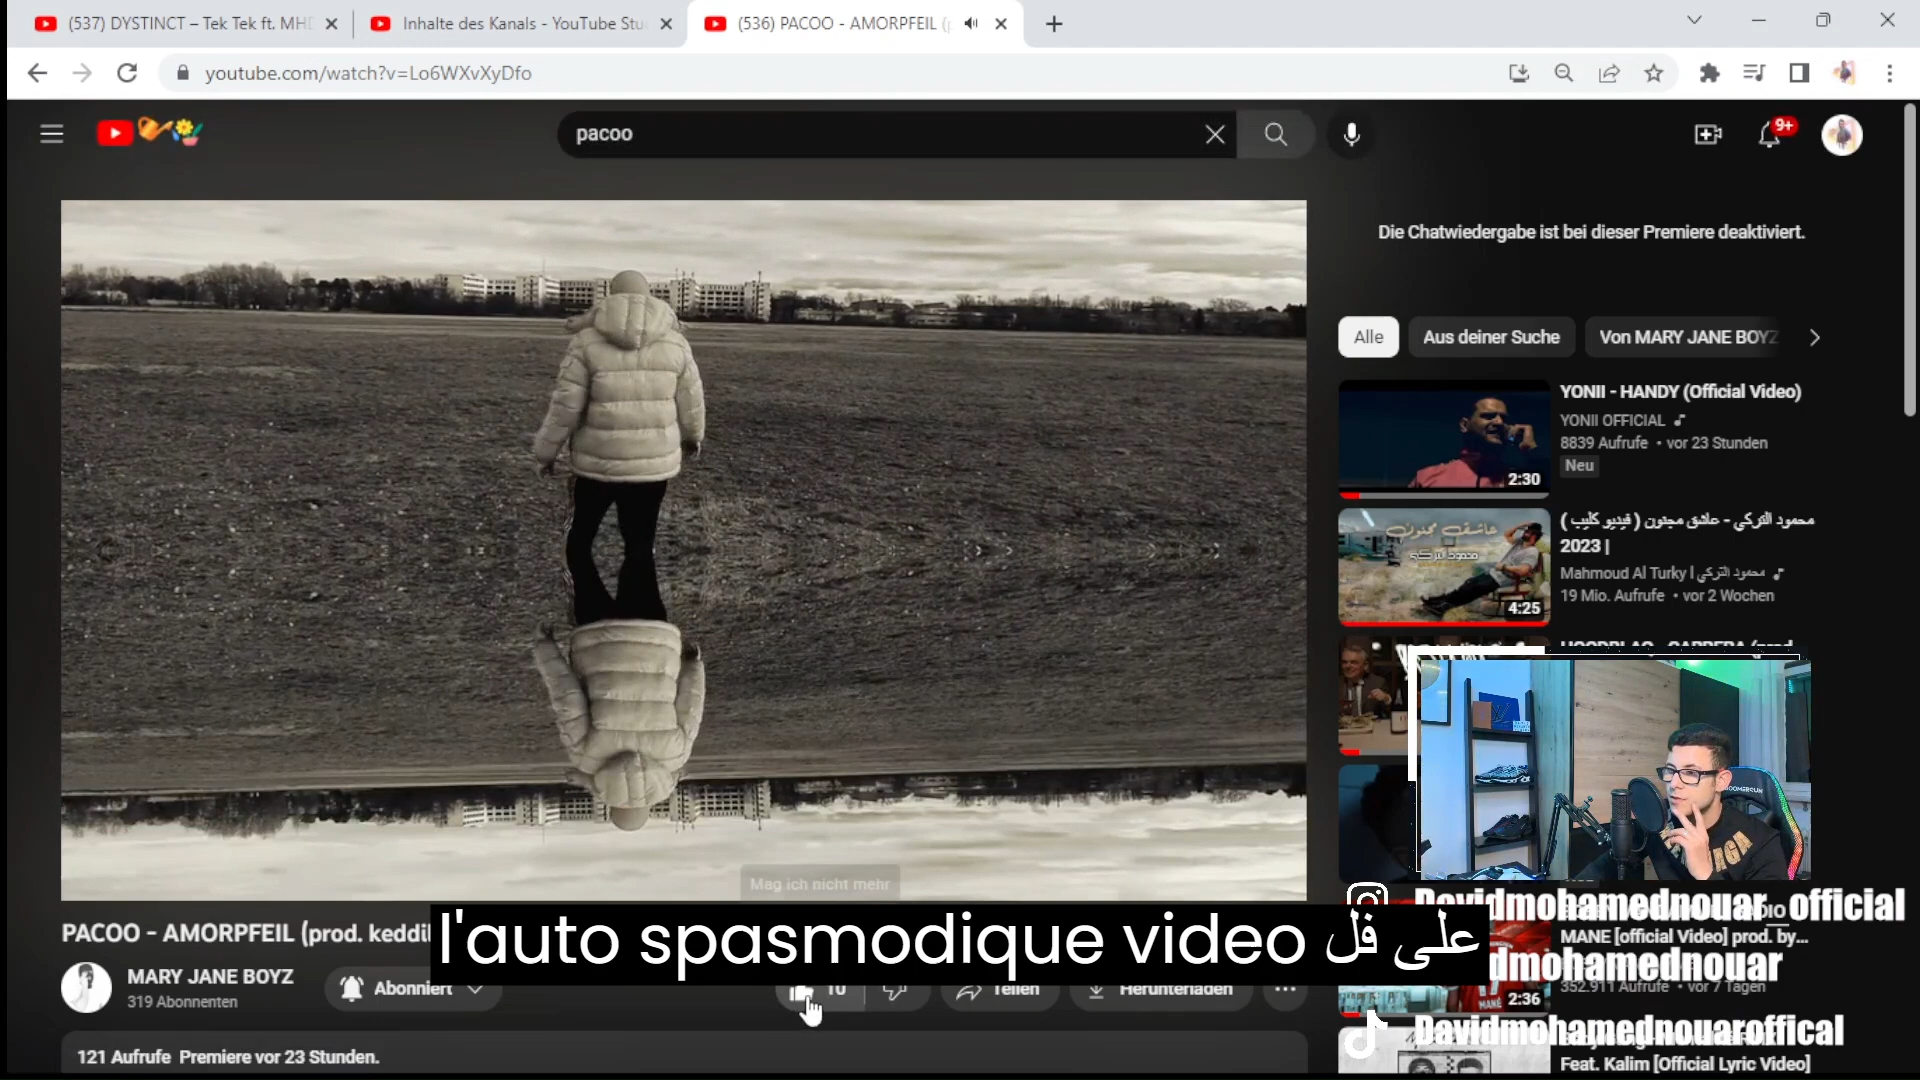 (537) DYSTINCT – Tek Tek ft. MH
Inhalte des Kanals - YouTube Stu
(536) PACOO - AMORPFEIL (
youtube.com/watch?v=Lo6WXvXyDfo
pacoo
9+
Die Chatwiedergabe ist bei dieser Premiere deaktiviert.
Alle
Aus deiner Suche
Von MARY JANE BOYZ
YONII - HANDY (Official Video)
YONII OFFICIAL
8839 Aufrufe • vor 23 Stunden
Neu
2:30
محمود التركي - عاشق مجنون ( فيديو كليب )
2023 |
Mahmoud Al Turky | محمود التركي
19 Mio. Aufrufe • vor 2 Wochen
4:25
Mag ich nicht mehr
l'auto spasmodique video على فل
PACOO - AMORPFEIL (prod. keddil
MARY JANE BOYZ
319 Abonnenten
Abonniert
10
Teilen
Herunterladen
121 Aufrufe Premiere vor 23 Stunden.
Davidmohamednouar_official
MANE [official Video] prod. by...
dmohamednouar
352.911 Aufrufe • vor 7 Tagen
2:36
Davidmohamednouaroffical
Feat. Kalim [Official Lyric Video]